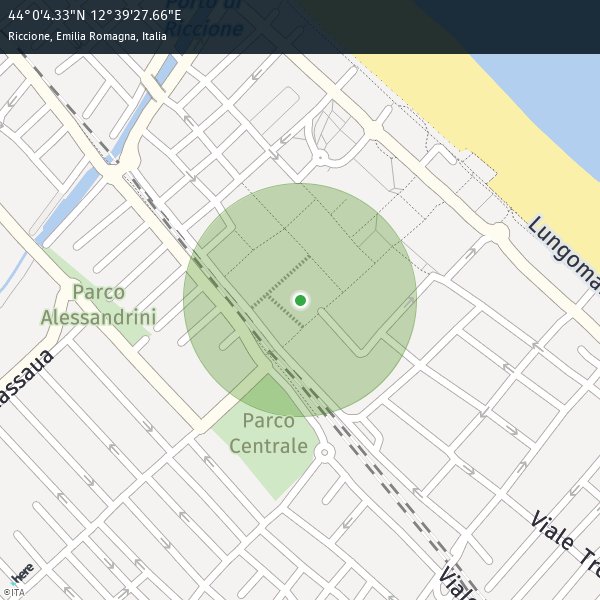 44°0'4.33"N 12°39'27.66"E
Riccione, Emilia Romagna, Italia
Porto di
Riccione
Lungoma
Parco
Alessandrini
assaua
Parco
Centrale
Viale Tr
Viale
here
©ITA